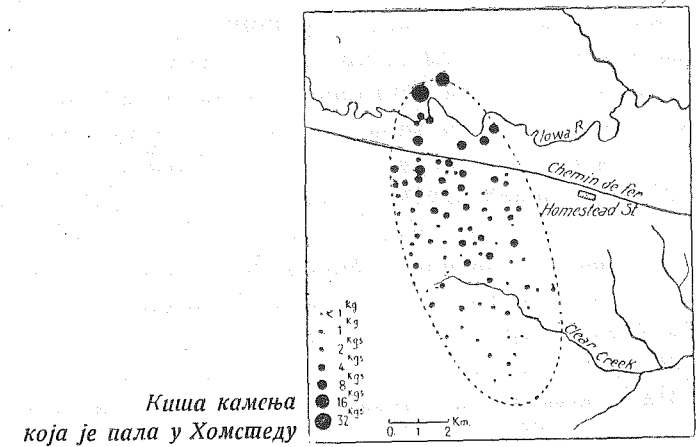 Iowa R.
Chemin de Fer
Homestead St
Clear Creek
< 1 kg
1 Kg
2 Kgs
4 Kgs
8 Kgs
16 Kgs
32 Kgs
0 1 2 Km.
Киша камења
која је пала у Хомстеду